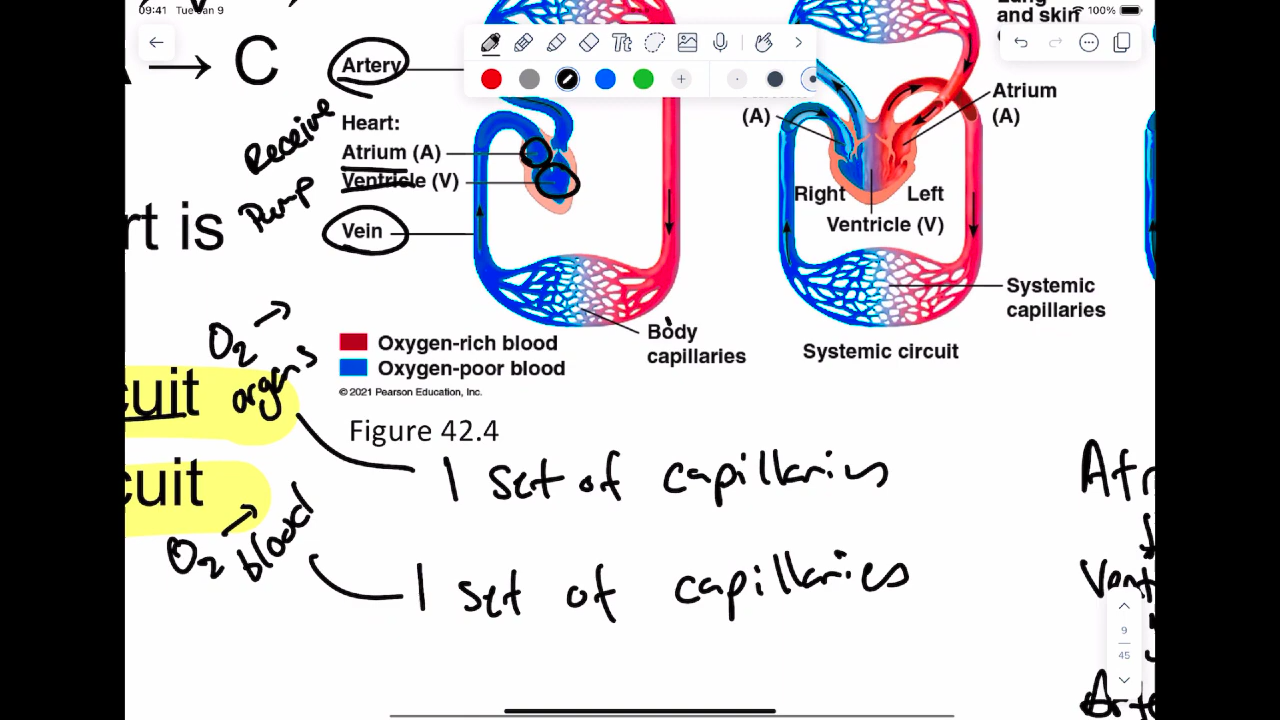 09:41 Tue Jan 9
100%
Lung
and skin
→ C
Artery
Tt
Atrium
(A)
(A)
Receive
Heart:
Atrium (A)
Ventricle (V)
Pump
rt is
Vein
Right Left
Ventricle (V)
Systemic
capillaries
Body
capillaries
Systemic circuit
Oxygen-rich blood
Oxygen-poor blood
© 2021 Pearson Education, Inc.
O2 →
organs
cuit
Figure 42.4
1 set of capillaries
cuit
O2 →
blood
1 set of capillaries
Atr
Vent
9
45
Arte